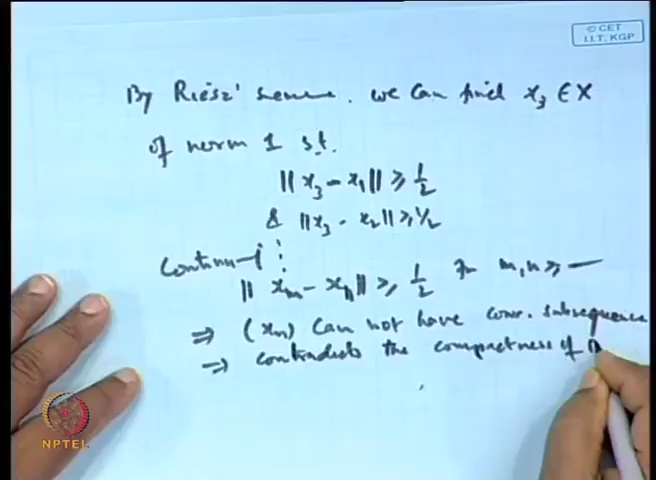 © CET
I.I.T. KGP
By Riesz' lemma. we can find x₃ ∈ X
of norm 1 s.t.
‖x₃ - x₁‖ ≥ 1/2
& ‖x₃ - x₂‖ ≥ 1/2
Continu
‖xₘ - xₙ‖ ≥ 1/2 for m,n ≥ —
⇒ (xₙ) can not have conv. subsequence
⇒ contradicts the compactness of
NPTEL